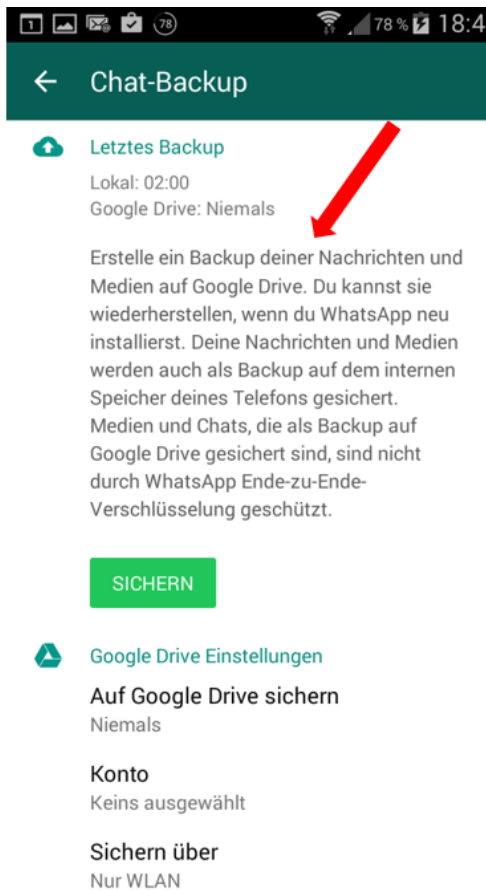 1 78 78 % 18:4
Chat-Backup
Letztes Backup
Lokal: 02:00
Google Drive: Niemals
Erstelle ein Backup deiner Nachrichten und
Medien auf Google Drive. Du kannst sie
wiederherstellen, wenn du WhatsApp neu
installierst. Deine Nachrichten und Medien
werden auch als Backup auf dem internen
Speicher deines Telefons gesichert.
Medien und Chats, die als Backup auf
Google Drive gesichert sind, sind nicht
durch WhatsApp Ende-zu-Ende-
Verschlüsselung geschützt.
SICHERN
Google Drive Einstellungen
Auf Google Drive sichern
Niemals
Konto
Keins ausgewählt
Sichern über
Nur WLAN